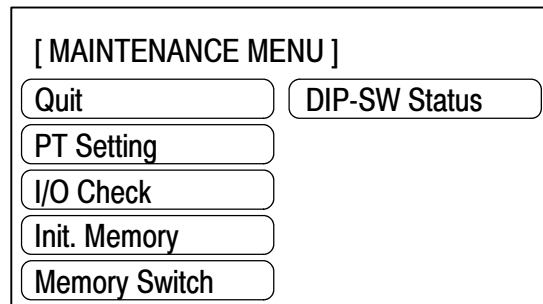 [ MAINTENANCE MENU ]
Quit
DIP-SW Status
PT Setting
I/O Check
Init. Memory
Memory Switch